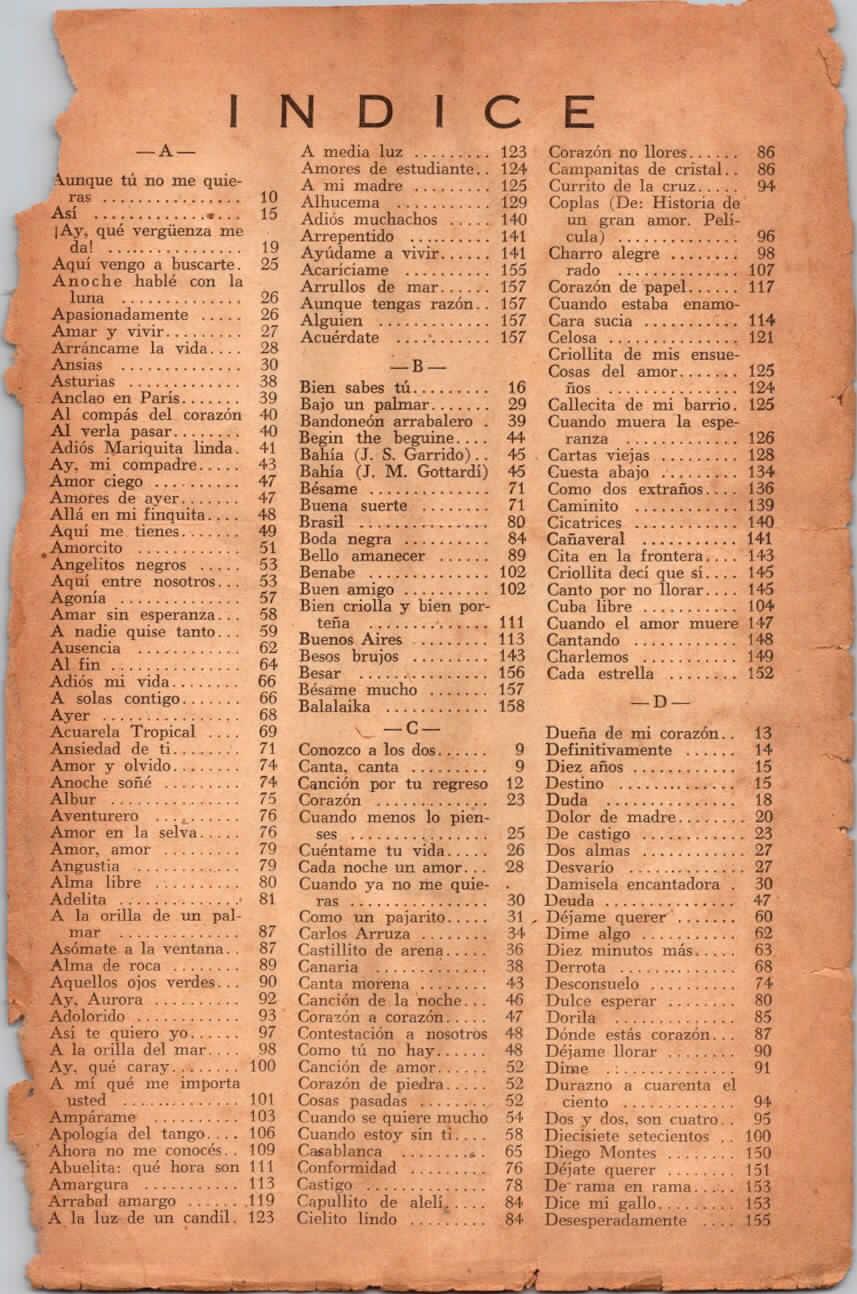 INDICE
—A—
Aunque tú no me quie-
ras ................ 10
Así ................ 15
¡Ay, qué vergüenza me
da! ................ 19
Aquí vengo a buscarte. 25
Anoche hablé con la
luna .............. 26
Apasionadamente ..... 26
Amar y vivir......... 27
Arráncame la vida.... 28
Ansias .............. 30
Asturias ............. 38
Anclao en París....... 39
Al compás del corazón 40
Al verla pasar........ 40
Adiós Mariquita linda. 41
Ay, mi compadre..... 43
Amor ciego .......... 47
Amores de ayer....... 47
Allá en mi finquita.... 48
Aquí me tienes....... 49
Amorcito ............ 51
Angelitos negros ..... 53
Aquí entre nosotros... 53
Agonía .............. 57
Amar sin esperanza... 58
A nadie quise tanto... 59
Ausencia ............ 62
Al fin ............... 64
Adiós mi vida........ 66
A solas contigo....... 66
Ayer ................ 68
Acuarela Tropical .... 69
Ansiedad de ti........ 71
Amor y olvido........ 74
Anoche soñé ......... 74
Albur ............... 75
Aventurero .......... 76
Amor en la selva..... 76
Amor, amor ......... 79
Angustia ............ 79
Alma libre .......... 80
Adelita .............. 81
A la orilla de un pal-
mar .............. 87
Asómate a la ventana.. 87
Alma de roca ........ 89
Aquellos ojos verdes... 90
Ay, Aurora .......... 92
Adolorido ............ 93
Así te quiero yo...... 97
A la orilla del mar.... 98
Ay, qué caray........ 100
A mí qué me importa
usted .............. 101
Ampárame .......... 103
Apología del tango.... 106
Ahora no me conocés.. 109
Abuelita: qué hora son 111
Amargura ........... 113
Arrabal amargo ...... 119
A la luz de un candil. 123
A media luz ......... 123
Amores de estudiante.. 124
A mi madre ......... 125
Alhucema ........... 129
Adiós muchachos ..... 140
Arrepentido .......... 141
Ayúdame a vivir...... 141
Acaríciame .......... 155
Arrullos de mar...... 157
Aunque tengas razón.. 157
Alguien ............. 157
Acuérdate ........... 157
—B—
Bien sabes tú......... 16
Bajo un palmar....... 29
Bandoneón arrabalero . 39
Begin the beguine.... 44
Bahía (J. S. Garrido).. 45
Bahía (J. M. Gottardí) 45
Bésame .............. 71
Buena suerte ........ 71
Brasil ............... 80
Boda negra .......... 84
Bello amanecer ...... 89
Benabe .............. 102
Buen amigo .......... 102
Bien criolla y bien por-
teña .............. 111
Buenos Aires ........ 113
Besos brujos ......... 143
Besar ............... 156
Bésame mucho ....... 157
Balalaika ............ 158
—C—
Conozco a los dos...... 9
Canta, canta ......... 9
Canción por tu regreso 12
Corazón ............. 23
Cuando menos lo pien-
ses ................ 25
Cuéntame tu vida..... 26
Cada noche un amor... 28
Cuando ya no me quie-
ras ................ 30
Como un pajarito..... 31
Carlos Arruza ........ 34
Castillito de arena..... 36
Canaria ............. 38
Canta morena ........ 43
Canción de la noche... 46
Corazón a corazón..... 47
Contestación a nosotros 48
Como tú no hay...... 48
Canción de amor...... 52
Corazón de piedra..... 52
Cosas pasadas ........ 52
Cuando se quiere mucho 54
Cuando estoy sin ti.... 58
Casablanca .......... 65
Conformidad ........ 76
Castigo .............. 78
Capullito de alelí...... 84
Cielito lindo ......... 84
Corazón no llores...... 86
Campanitas de cristal.. 86
Currito de la cruz..... 94
Coplas (De: Historia de
un gran amor. Pelí-
cula) ............. 96
Charro alegre ........ 98
rado ............. 107
Corazón de papel...... 117
Cuando estaba enamo-
Cara sucia ........... 114
Celosa ............... 121
Criollita de mis ensue-
Cosas del amor....... 125
ños ............... 124
Callecita de mi barrio. 125
Cuando muera la espe-
ranza ............. 126
Cartas viejas ......... 128
Cuesta abajo ......... 134
Como dos extraños.... 136
Caminito ............ 139
Cicatrices ............ 140
Cañaveral ........... 141
Cita en la frontera.... 143
Criollita decí que sí.... 145
Canto por no llorar.... 145
Cuba libre ........... 104
Cuando el amor muere 147
Cantando ............ 148
Charlemos ........... 149
Cada estrella ........ 152
—D—
Dueña de mi corazón.. 13
Definitivamente ...... 14
Diez años ............ 15
Destino .............. 15
Duda ............... 18
Dolor de madre........ 20
De castigo ........... 23
Dos almas ............ 27
Desvarío ............. 27
Damisela encantadora . 30
Deuda ............... 47
Déjame querer ....... 60
Dime algo ........... 62
Diez minutos más..... 63
Derrota .............. 68
Desconsuelo .......... 74
Dulce esperar ........ 80
Dorila .............. 85
Dónde estás corazón... 87
Déjame llorar ........ 90
Dime ............... 91
Durazno a cuarenta el
ciento ............. 94
Dos y dos, son cuatro.. 95
Diecisiete setecientos .. 100
Diego Montes ........ 150
Déjate querer ........ 151
De rama en rama..... 153
Dice mi gallo......... 153
Desesperadamente .... 155